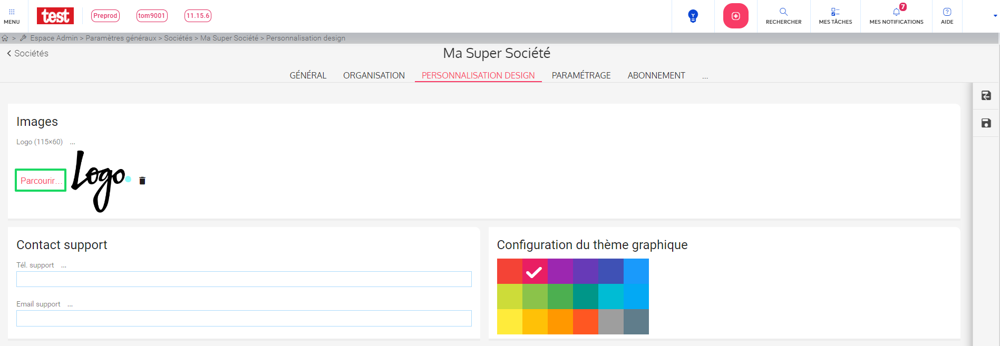 MENU
test
Preprod
tom9001
11.15.6
RECHERCHER
MES TÂCHES
7
MES NOTIFICATIONS
?
AIDE
> Espace Admin > Paramètres généraux > Sociétés > Ma Super Société > Personnalisation design
Sociétés
Ma Super Société
GÉNÉRAL
ORGANISATION
PERSONNALISATION DESIGN
PARAMÉTRAGE
ABONNEMENT
...
Images
Logo (115×60) ...
Parcourir...
Logo
Contact support
Tél. support ...
Email support ...
Configuration du thème graphique